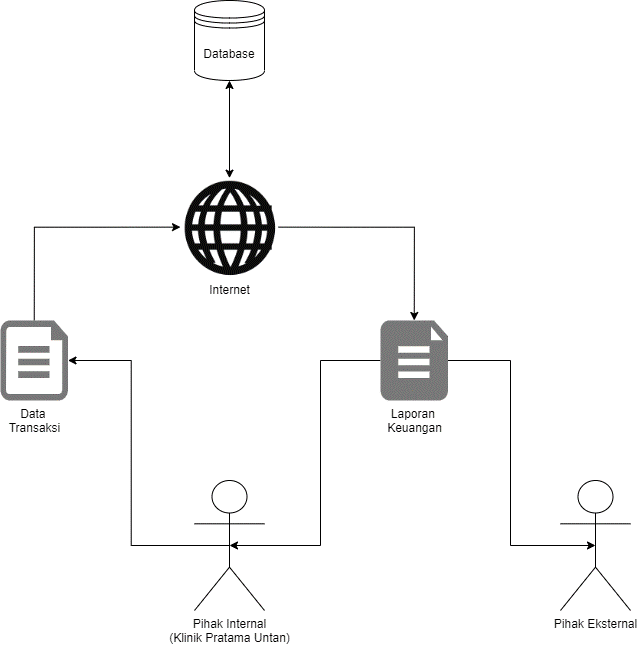 Database
Internet
Data
Transaksi
Laporan
Keuangan
Pihak Internal
(Klinik Pratama Untan)
Pihak Eksternal